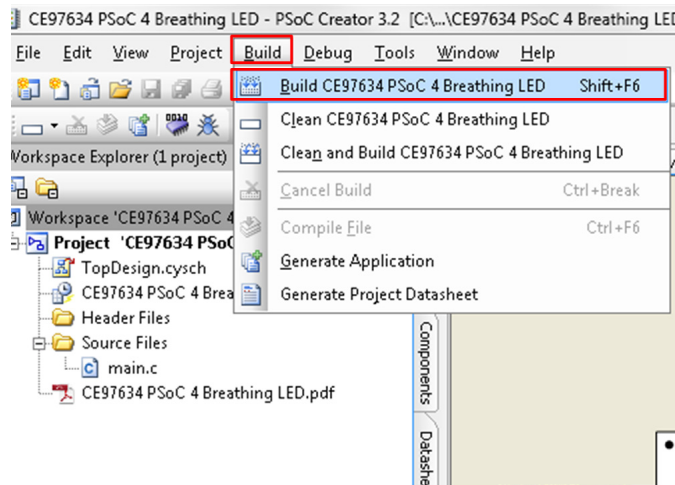 CE97634 PSoC 4 Breathing LED - PSoC Creator 3.2 [C:\...\CE97634 PSoC 4 Breathing LED
File Edit View Project Build Debug Tools Window Help
Build CE97634 PSoC 4 Breathing LED Shift+F6
Clean CE97634 PSoC 4 Breathing LED
Clean and Build CE97634 PSoC 4 Breathing LED
Cancel Build Ctrl+Break
Compile File Ctrl+F6
Generate Application
Generate Project Datasheet
Workspace Explorer (1 project)
Workspace 'CE97634 PSoC 4
Project 'CE97634 PSoC
TopDesign.cysch
CE97634 PSoC 4 Brea
Header Files
Source Files
main.c
CE97634 PSoC 4 Breathing LED.pdf
Components
Datashe